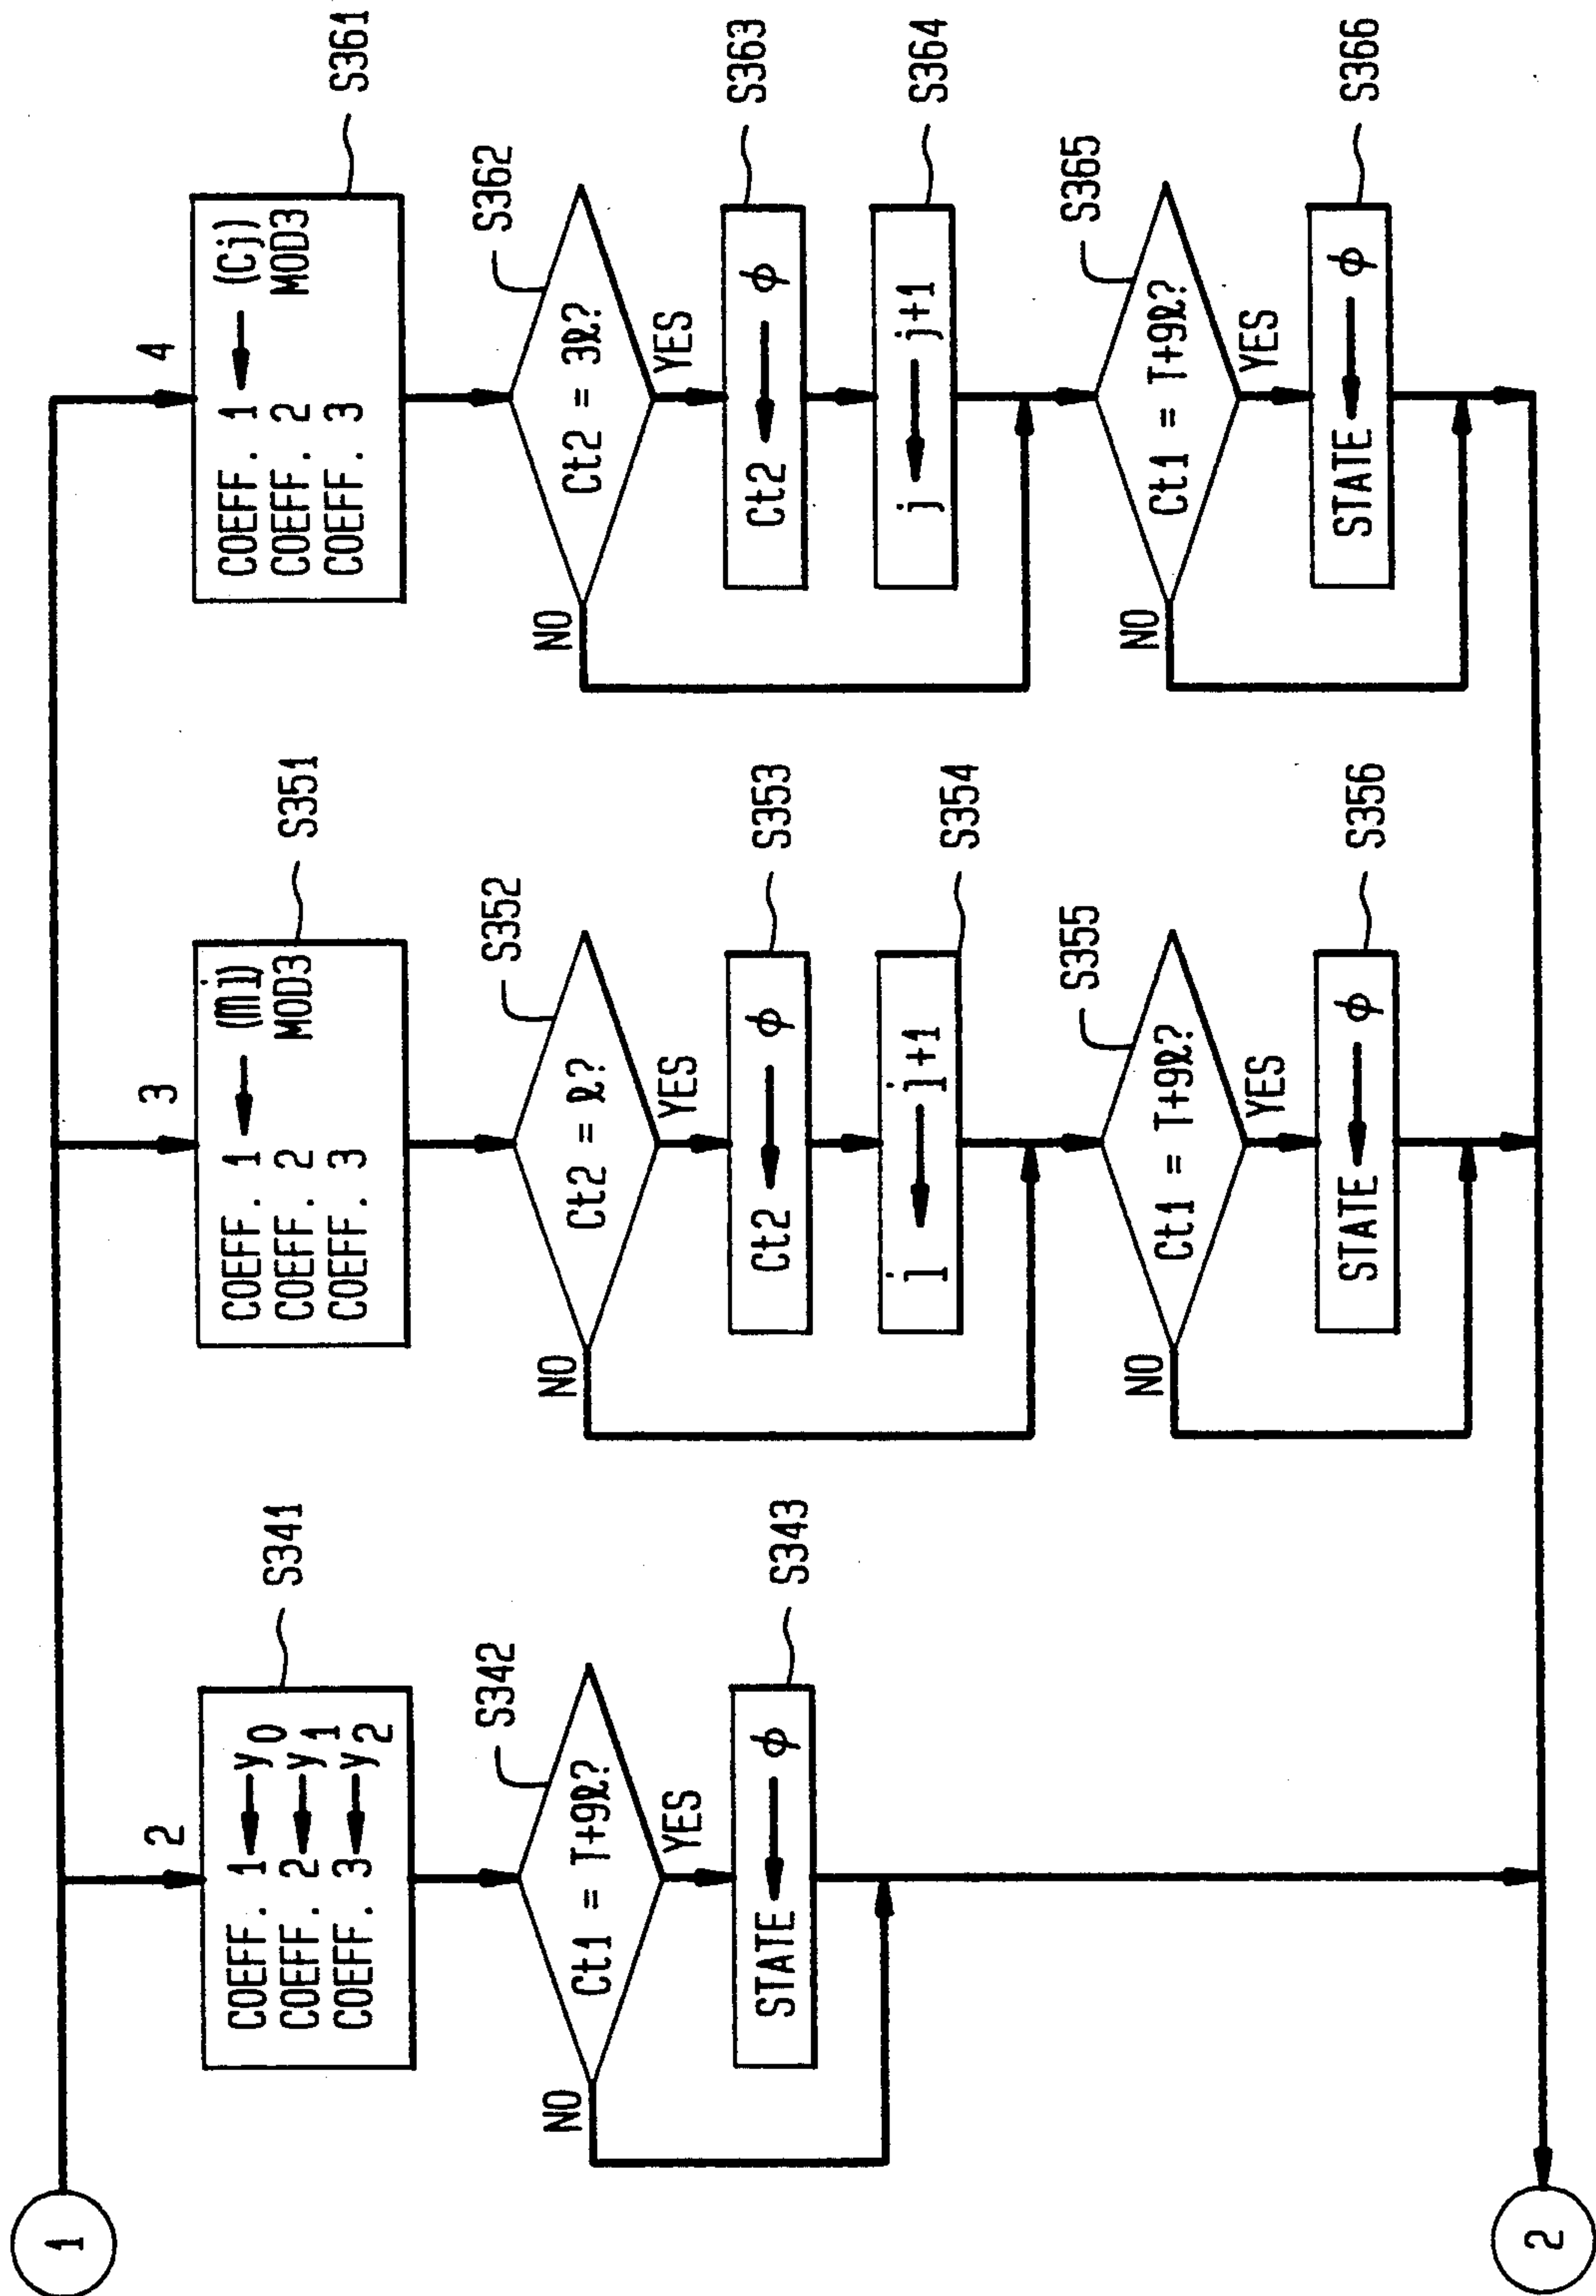 1
2
COEFF. 1 ← y0
COEFF. 2 ← y1
COEFF. 3 ← y2
S341
Ct1 = T+9ℓ?
S342
NO
YES
STATE ← ϕ
S343
3
COEFF. 1 ← (Mi)
COEFF. 2 MOD3
COEFF. 3
S351
Ct2 = ℓ?
S352
NO
YES
Ct2 ← ϕ
S353
i ← i+1
S354
Ct1 = T+9ℓ?
S355
NO
YES
STATE ← ϕ
S356
4
COEFF. 1 ← (Cj)
COEFF. 2 MOD3
COEFF. 3
S361
Ct2 = 3ℓ?
S362
NO
YES
Ct2 ← ϕ
S363
j ← j+1
S364
Ct1 = T+9ℓ?
S365
NO
YES
STATE ← ϕ
S366
2